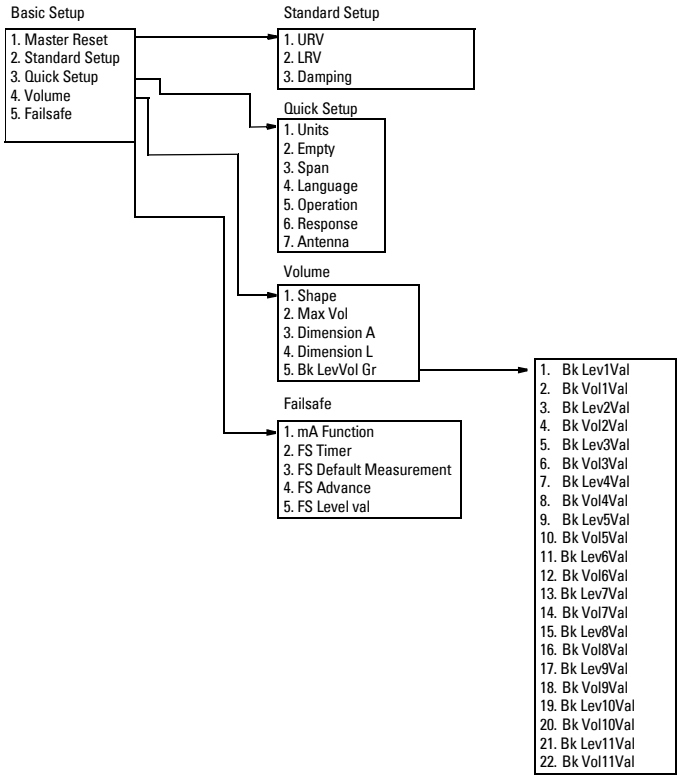 Basic Setup
1. Master Reset
2. Standard Setup
3. Quick Setup
4. Volume
5. Failsafe
Standard Setup
1. URV
2. LRV
3. Damping
Quick Setup
1. Units
2. Empty
3. Span
4. Language
5. Operation
6. Response
7. Antenna
Volume
1. Shape
2. Max Vol
3. Dimension A
4. Dimension L
5. Bk LevVol Gr
Failsafe
1. mA Function
2. FS Timer
3. FS Default Measurement
4. FS Advance
5. FS Level val
1. Bk Lev1Val
2. Bk Vol1Val
3. Bk Lev2Val
4. Bk Vol2Val
5. Bk Lev3Val
6. Bk Vol3Val
7. Bk Lev4Val
8. Bk Vol4Val
9. Bk Lev5Val
10. Bk Vol5Val
11. Bk Lev6Val
12. Bk Vol6Val
13. Bk Lev7Val
14. Bk Vol7Val
15. Bk Lev8Val
16. Bk Vol8Val
17. Bk Lev9Val
18. Bk Vol9Val
19. Bk Lev10Val
20. Bk Vol10Val
21. Bk Lev11Val
22. Bk Vol11Val